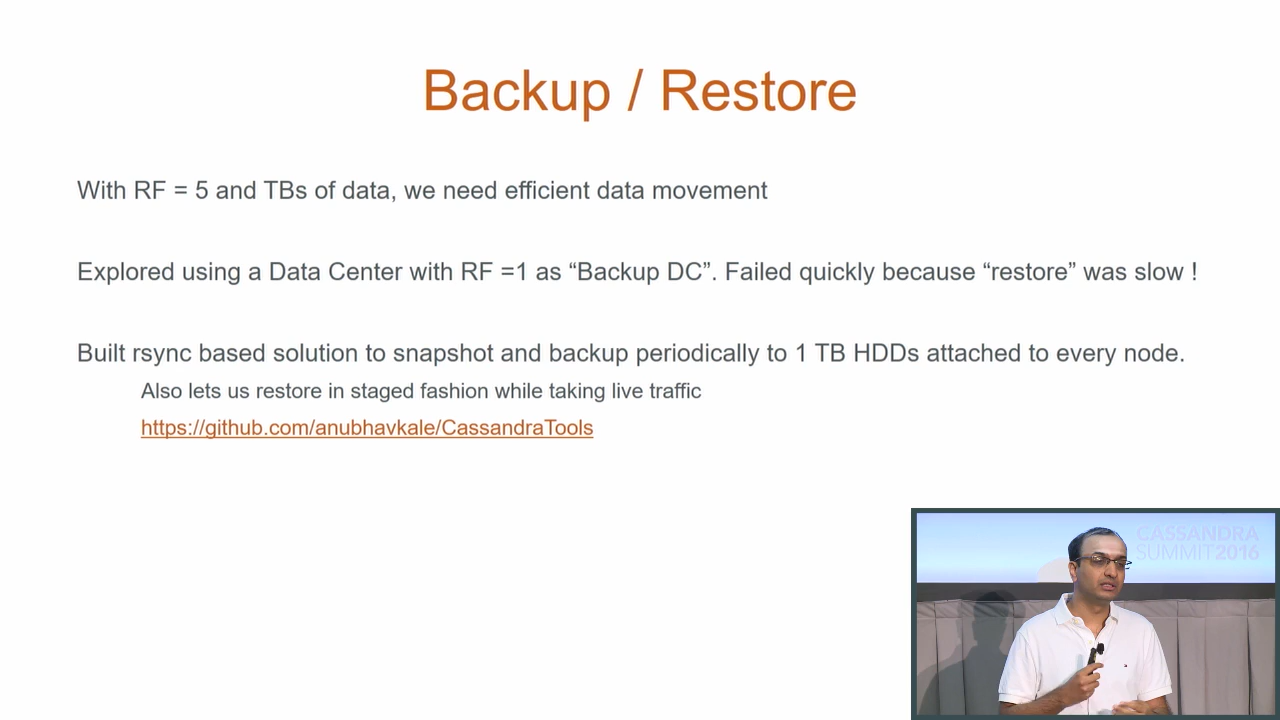 Backup / Restore
With RF = 5 and TBs of data, we need efficient data movement
Explored using a Data Center with RF =1 as “Backup DC”. Failed quickly because “restore” was slow !
Built rsync based solution to snapshot and backup periodically to 1 TB HDDs attached to every node.
Also lets us restore in staged fashion while taking live traffic
https://github.com/anubhavkale/CassandraTools
CASSANDRA
SUMMIT2016